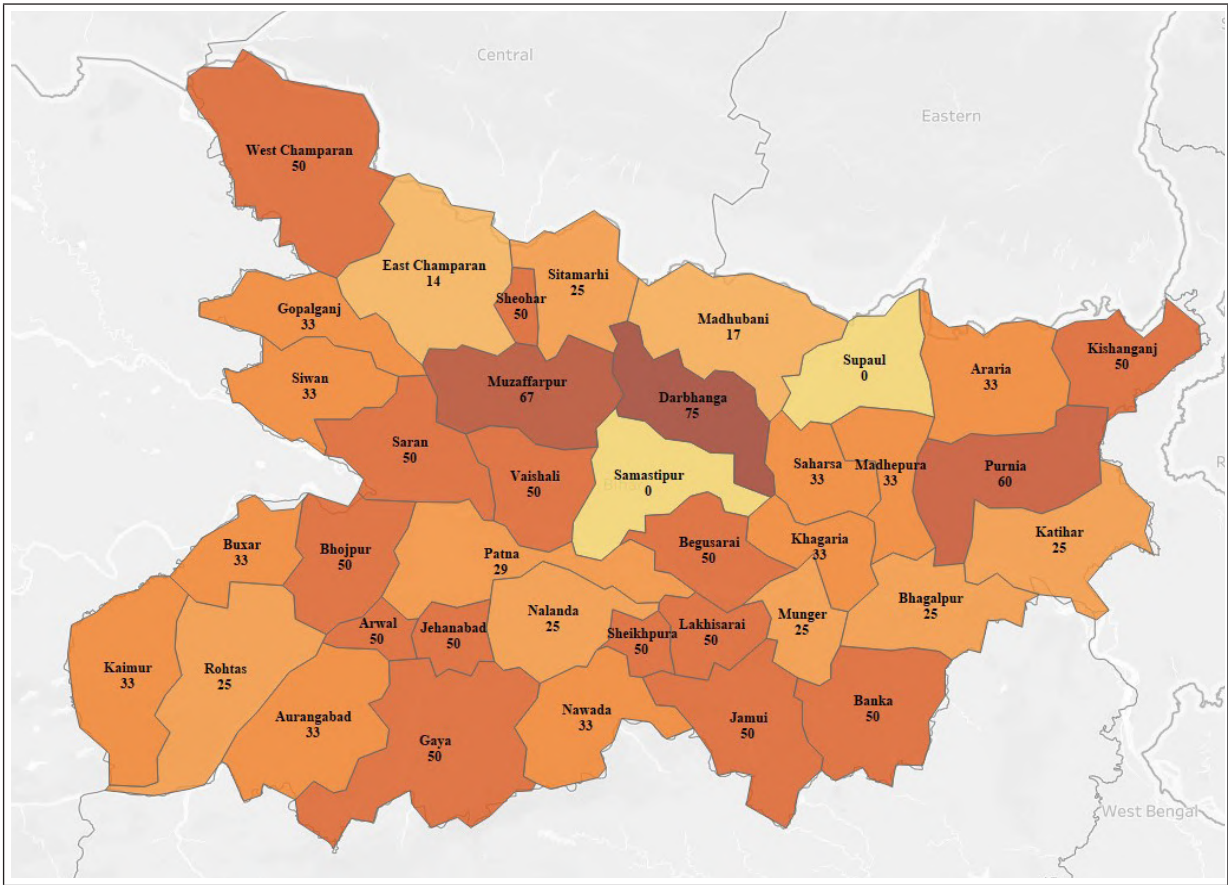 Central
Eastern
West Champaran
50
East Champaran
14
Sitamarhi
25
Sheohar
50
Gopalganj
33
Madhubani
17
Supaul
0
Araria
33
Kishanganj
50
Siwan
33
Muzaffarpur
67
Darbhanga
75
Saran
50
Vaishali
50
Samastipur
0
Saharsa
33
Madhepura
33
Purnia
60
Katihar
25
Buxar
33
Bhojpur
50
Patna
29
Begusarai
50
Khagaria
33
Bhagalpur
25
Arwal
50
Jehanabad
50
Nalanda
25
Sheikhpura
50
Lakhisarai
50
Munger
25
Kaimur
33
Rohtas
25
Aurangabad
33
Gaya
50
Nawada
33
Jamui
50
Banka
50
West Bengal